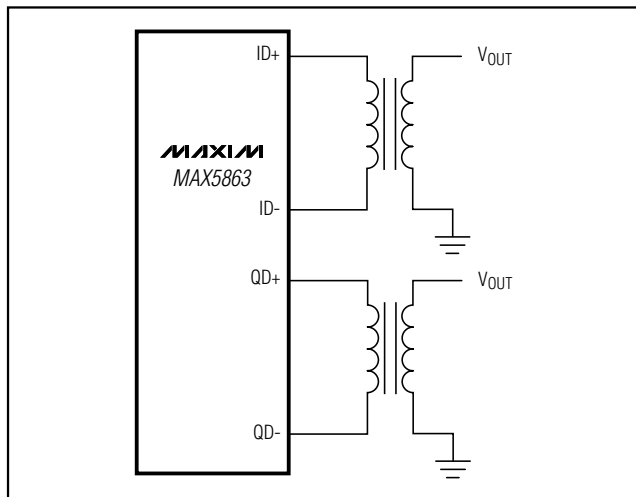 ID+
VOUT
MAXIM
MAX5863
ID-
QD+
VOUT
QD-